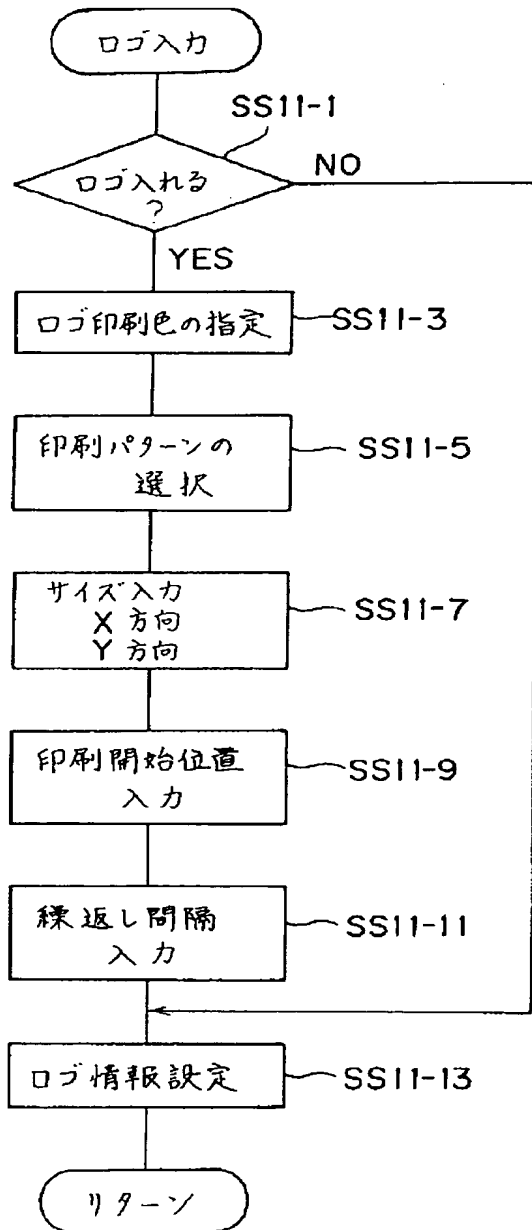 ロゴ入力
SS11-1
ロゴ入れる
?
NO
YES
ロゴ印刷色の指定
SS11-3
印刷パターンの
選択
SS11-5
サイズ入力
X方向
Y方向
SS11-7
印刷開始位置
入力
SS11-9
繰返し間隔
入力
SS11-11
ロゴ情報設定
SS11-13
リターン